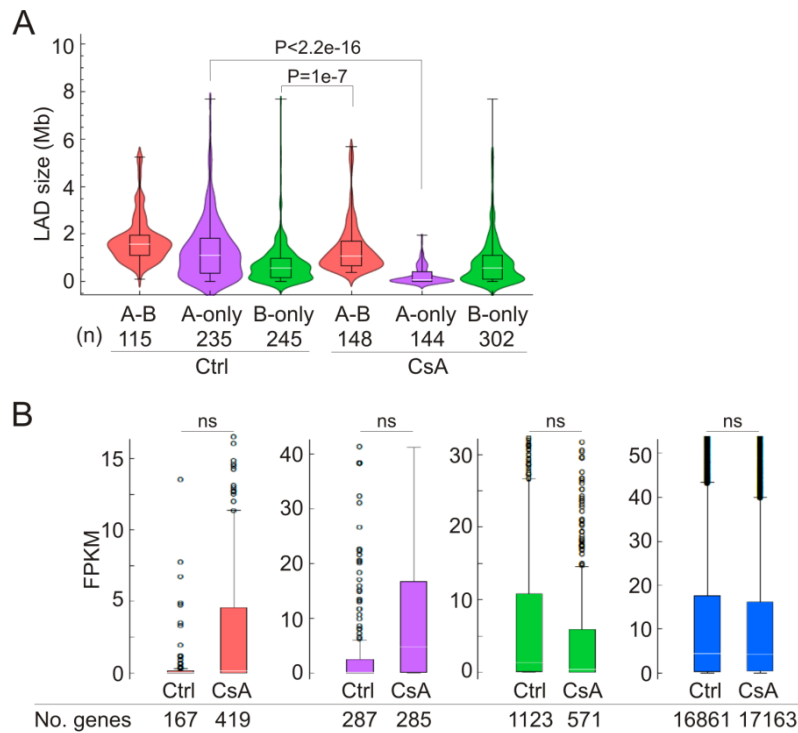 A
P<2.2e-16
P=1e-7
LAD size (Mb)
10
8
6
4
2
0
A-B A-only B-only A-B A-only B-only
(n) 115 235 245 148 144 302
Ctrl CsA
B
ns ns ns ns
FPKM
15
10
5
0
40
30
20
10
0
30
20
10
0
50
40
30
20
10
0
Ctrl CsA Ctrl CsA Ctrl CsA Ctrl CsA
No. genes 167 419 287 285 1123 571 16861 17163